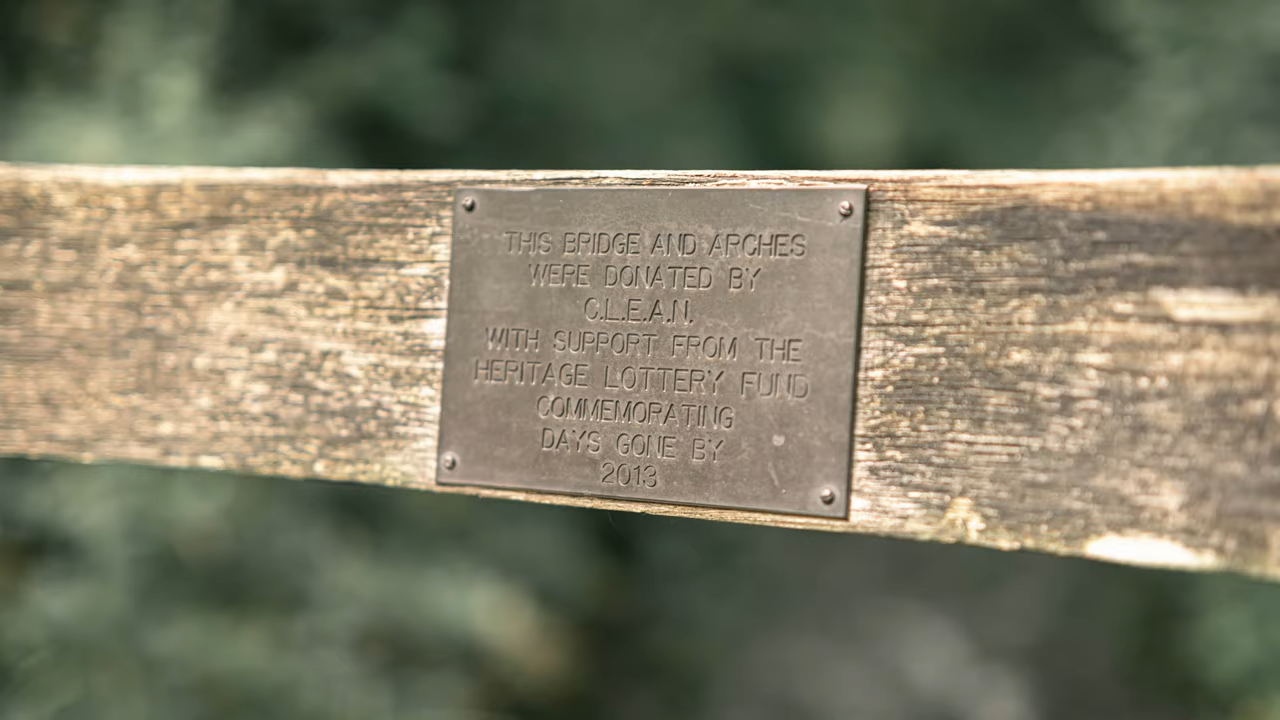 THIS BRIDGE AND ARCHES
WERE DONATED BY
C.L.E.A.N.
WITH SUPPORT FROM THE
HERITAGE LOTTERY FUND
COMMEMORATING
DAYS GONE BY
2013